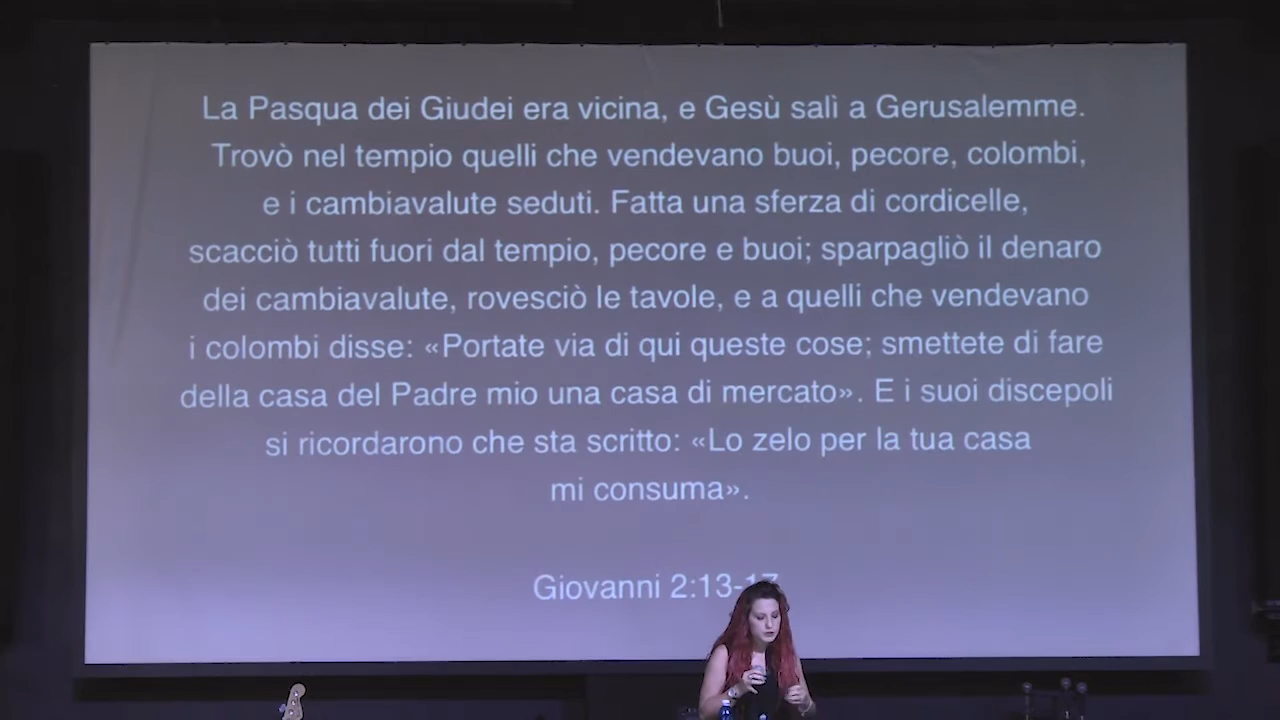 La Pasqua dei Giudei era vicina, e Gesù salì a Gerusalemme.
Trovò nel tempio quelli che vendevano buoi, pecore, colombi,
e i cambiavalute seduti. Fatta una sferza di cordicelle,
scacciò tutti fuori dal tempio, pecore e buoi; sparpagliò il denaro
dei cambiavalute, rovesciò le tavole, e a quelli che vendevano
i colombi disse: «Portate via di qui queste cose; smettete di fare
della casa del Padre mio una casa di mercato». E i suoi discepoli
si ricordarono che sta scritto: «Lo zelo per la tua casa
mi consuma».
Giovanni 2:13-17